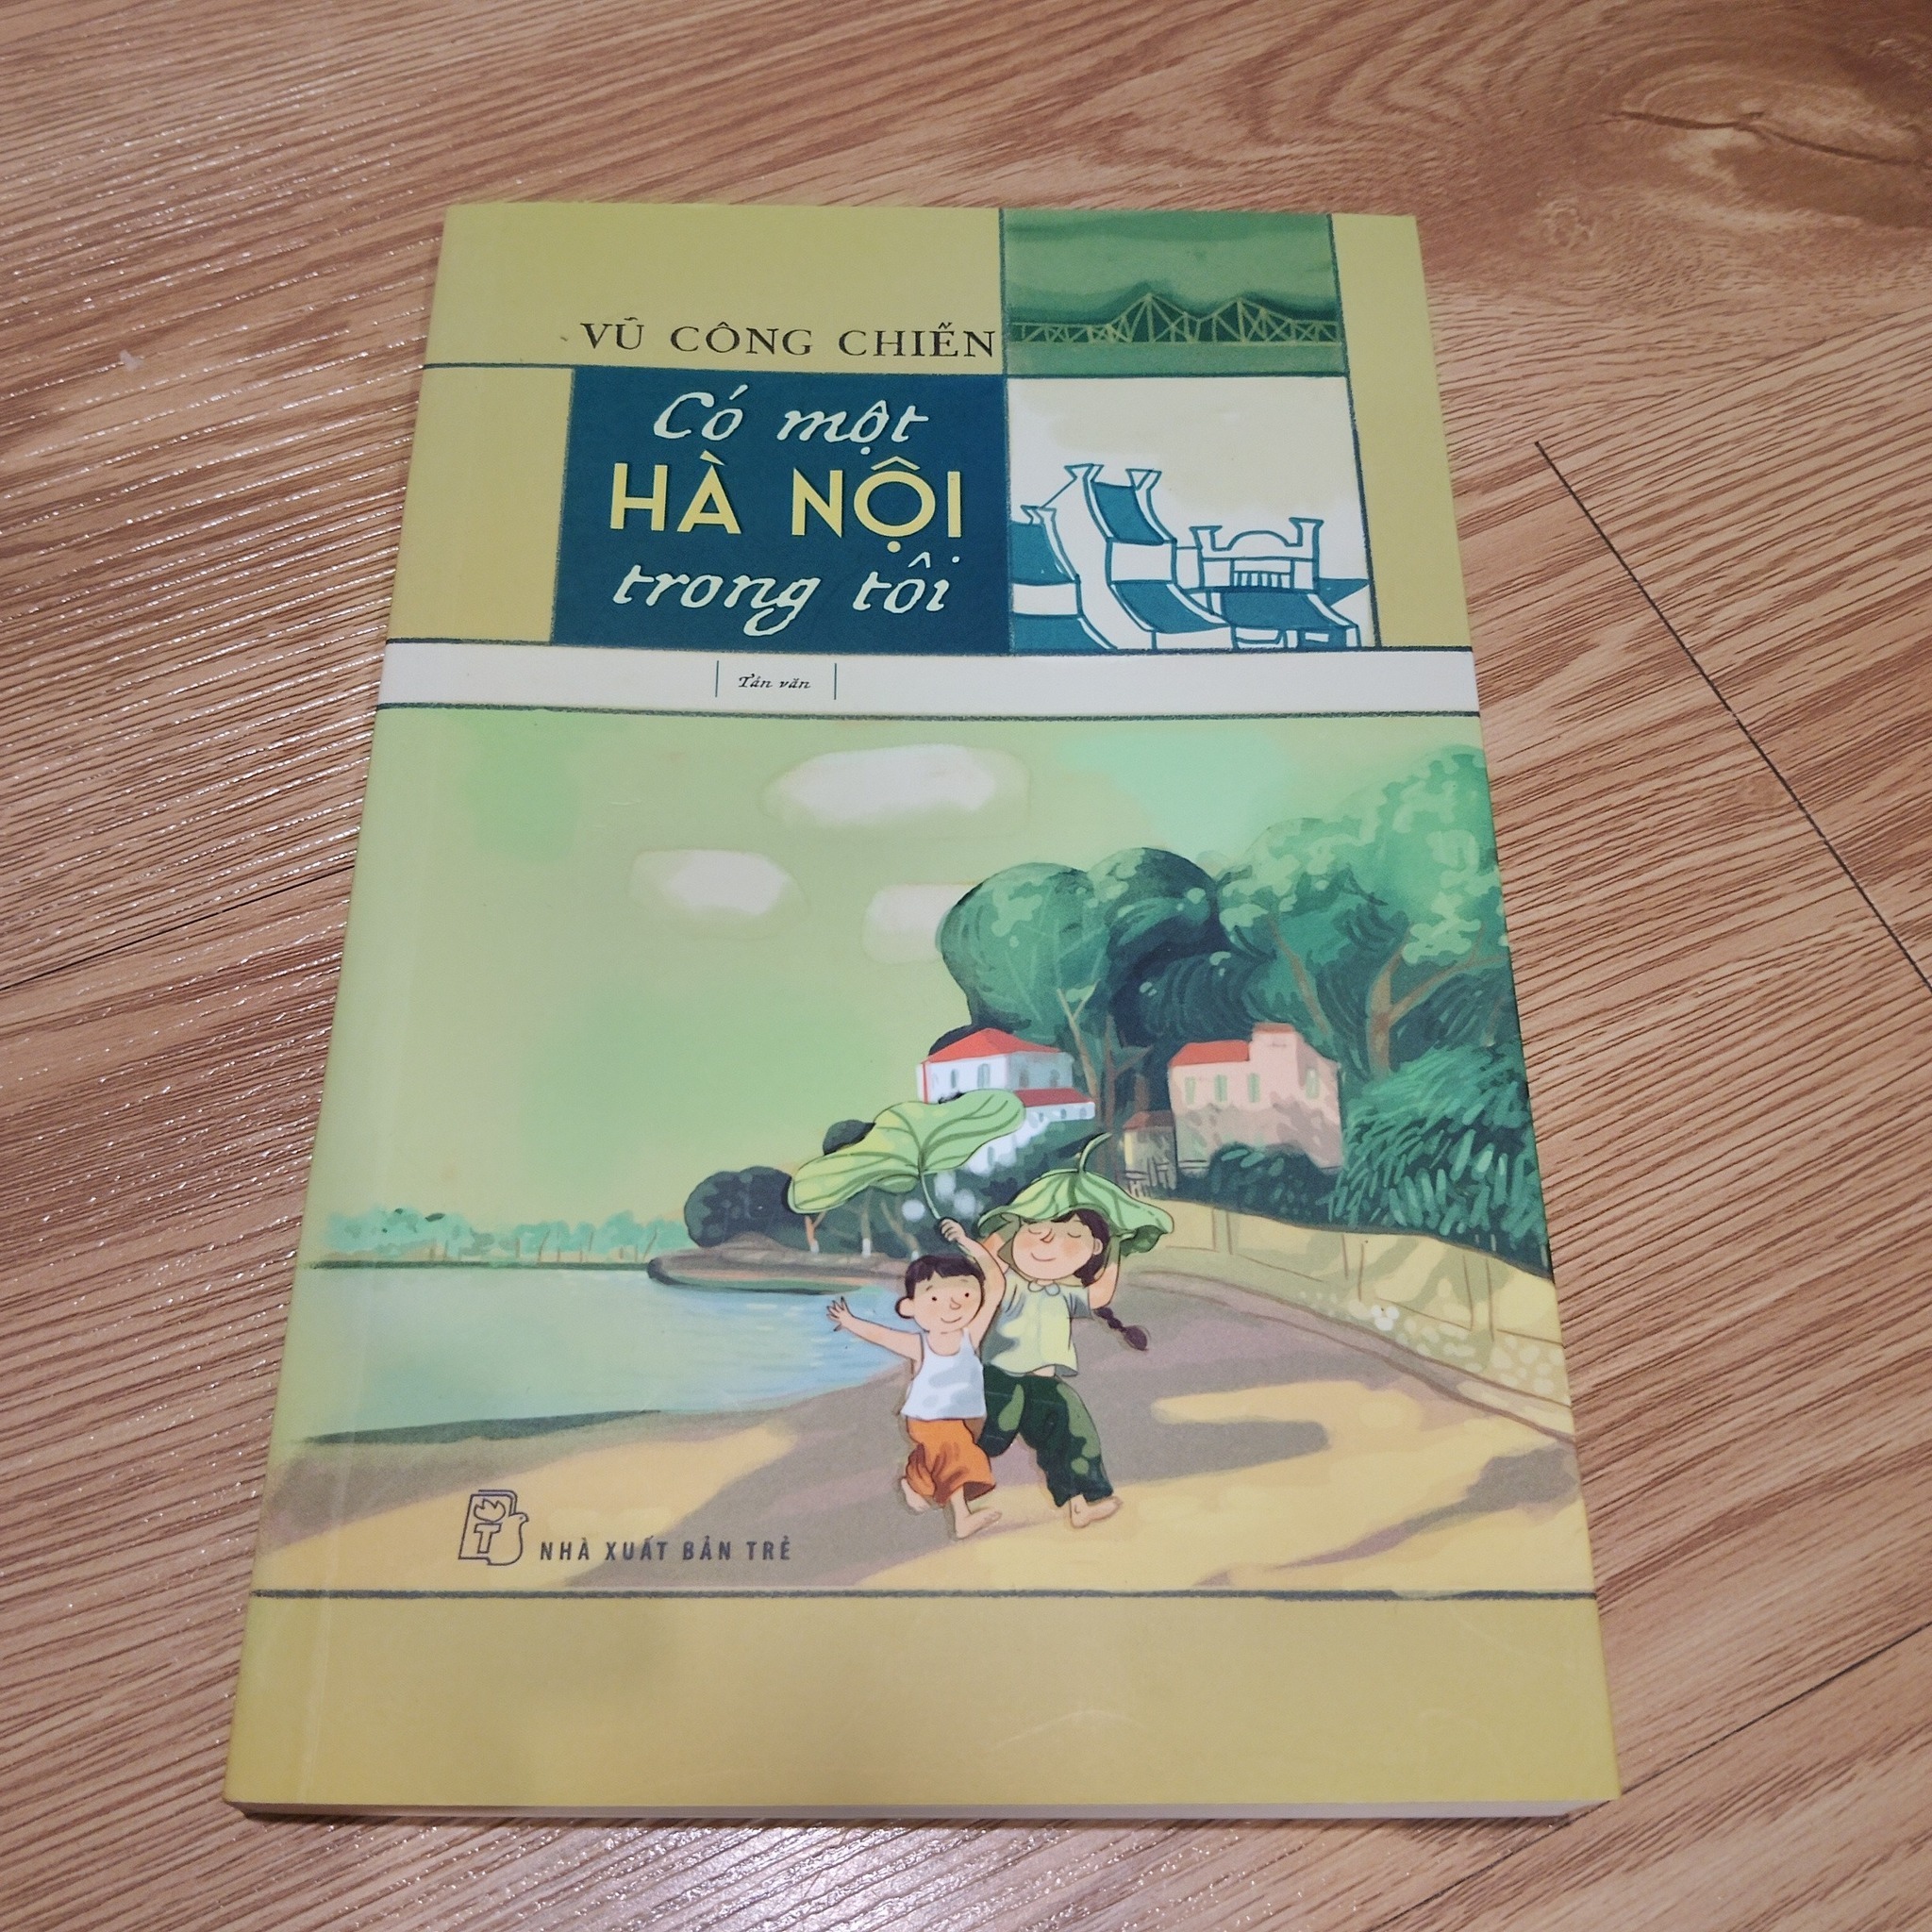 VŨ CÔNG CHIẾN
Có một
HÀ NỘI
trong tôi
Tản văn
NHÀ XUẤT BẢN TRẺ